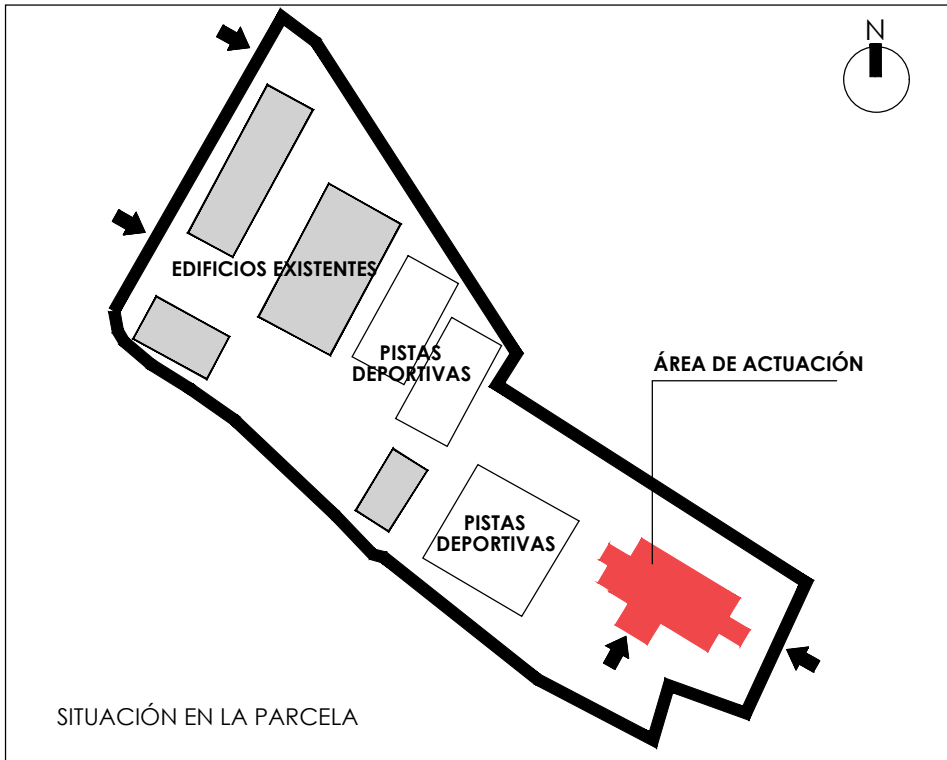 N
EDIFICIOS EXISTENTES
PISTAS
DEPORTIVAS
ÁREA DE ACTUACIÓN
PISTAS
DEPORTIVAS
SITUACIÓN EN LA PARCELA